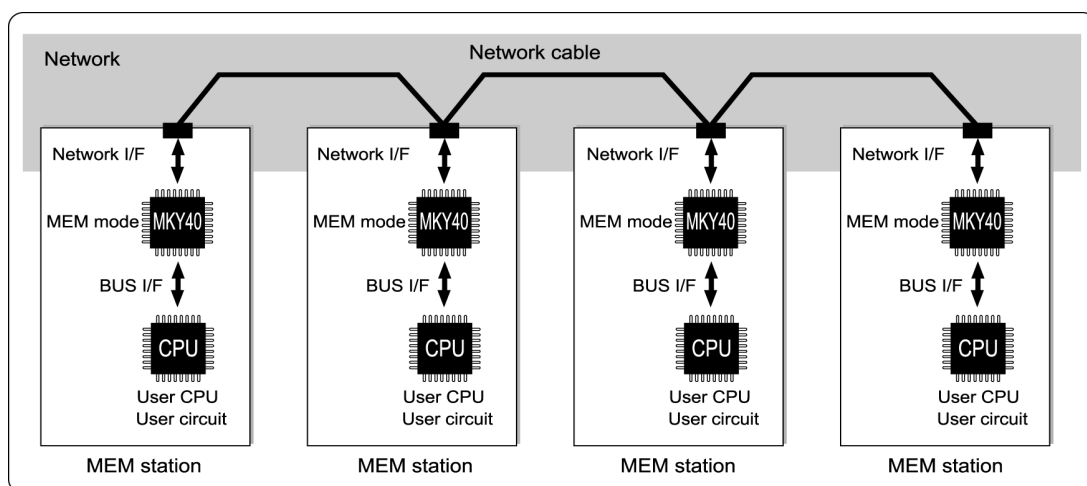 Network cable
Network
Network I/F
MEM mode
MKY40
BUS I/F
CPU
User CPU
User circuit
MEM station
Network I/F
MEM mode
MKY40
BUS I/F
CPU
User CPU
User circuit
MEM station
Network I/F
MEM mode
MKY40
BUS I/F
CPU
User CPU
User circuit
MEM station
Network I/F
MEM mode
MKY40
BUS I/F
CPU
User CPU
User circuit
MEM station